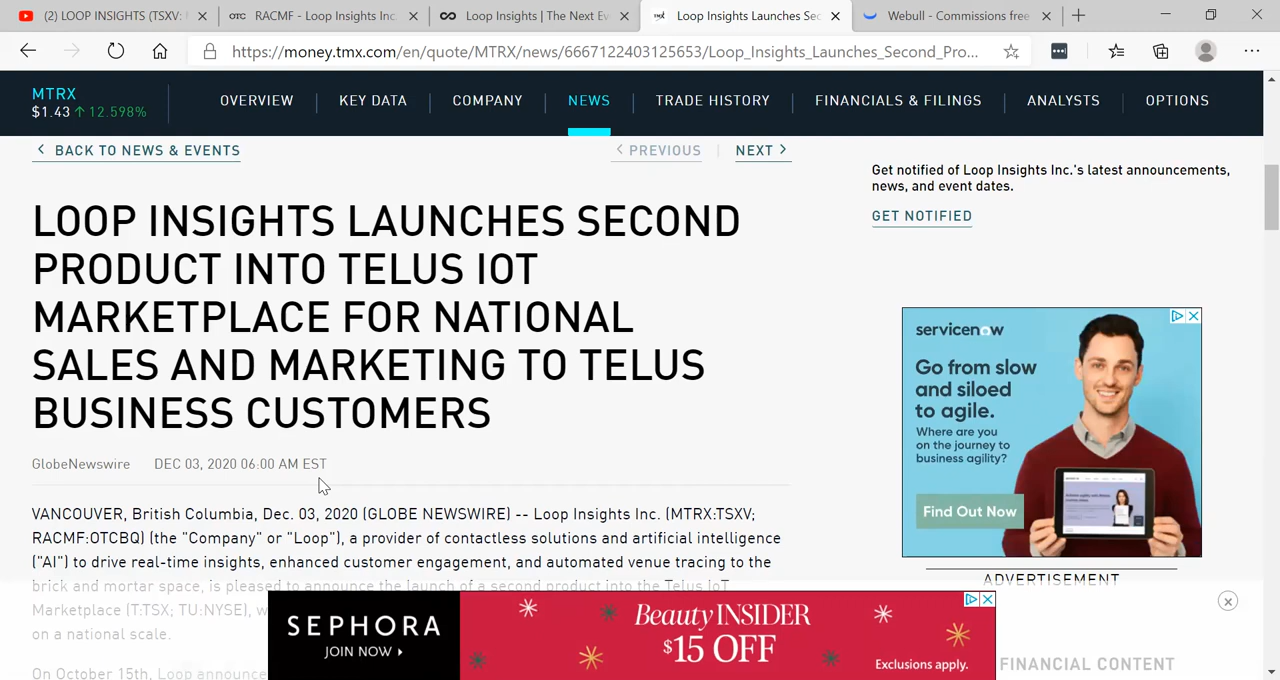 (2) LOOP INSIGHTS (TSXV: M
OTC RACMF - Loop Insights Inc
Loop Insights | The Next Ev
Loop Insights Launches Sec
Webull - Commissions free
https://money.tmx.com/en/quote/MTRX/news/6667122403125653/Loop_Insights_Launches_Second_Pro...
MTRX
$1.43 ↑ 12.598%
OVERVIEW
KEY DATA
COMPANY
NEWS
TRADE HISTORY
FINANCIALS & FILINGS
ANALYSTS
OPTIONS
BACK TO NEWS & EVENTS
PREVIOUS
NEXT
LOOP INSIGHTS LAUNCHES SECOND
PRODUCT INTO TELUS IOT
MARKETPLACE FOR NATIONAL
SALES AND MARKETING TO TELUS
BUSINESS CUSTOMERS
GlobeNewswire DEC 03, 2020 06:00 AM EST
VANCOUVER, British Columbia, Dec. 03, 2020 (GLOBE NEWSWIRE) -- Loop Insights Inc. (MTRX:TSXV;
RACMF:OTCBQ) (the "Company" or "Loop"), a provider of contactless solutions and artificial intelligence
("AI") to drive real-time insights, enhanced customer engagement, and automated venue tracing to the
brick and mortar space, is pleased to announce the launch of a second product into the Telus IoT
Marketplace (T:TSX; TU:NYSE), w
on a national scale.
On October 15th, Loop announce
Get notified of Loop Insights Inc.'s latest announcements,
news, and event dates.
GET NOTIFIED
servicenow
Go from slow
and siloed
to agile.
Where are you
on the journey to
business agility?
Find Out Now
ADVERTISEMENT
SEPHORA
JOIN NOW
Beauty INSIDER
$15 OFF
Exclusions apply.
FINANCIAL CONTENT